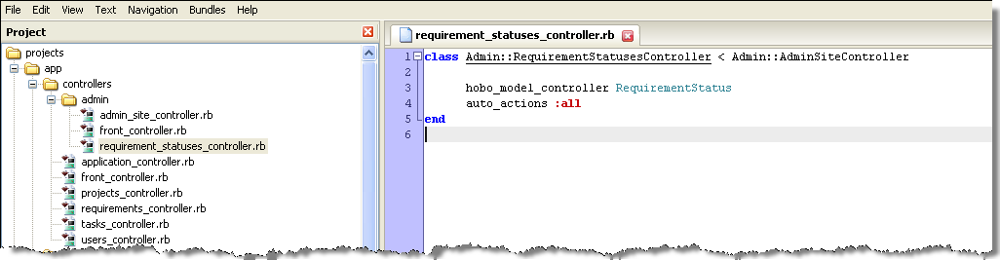 File Edit View Text Navigation Bundles Help
Project
projects
app
controllers
admin
admin_site_controller.rb
front_controller.rb
requirement_statuses_controller.rb
application_controller.rb
front_controller.rb
projects_controller.rb
requirements_controller.rb
tasks_controller.rb
users_controller.rb
requirement_statuses_controller.rb
1 class Admin::RequirementStatusesController < Admin::AdminSiteController
2
3 hobo_model_controller RequirementStatus
4 auto_actions :all
5 end
6